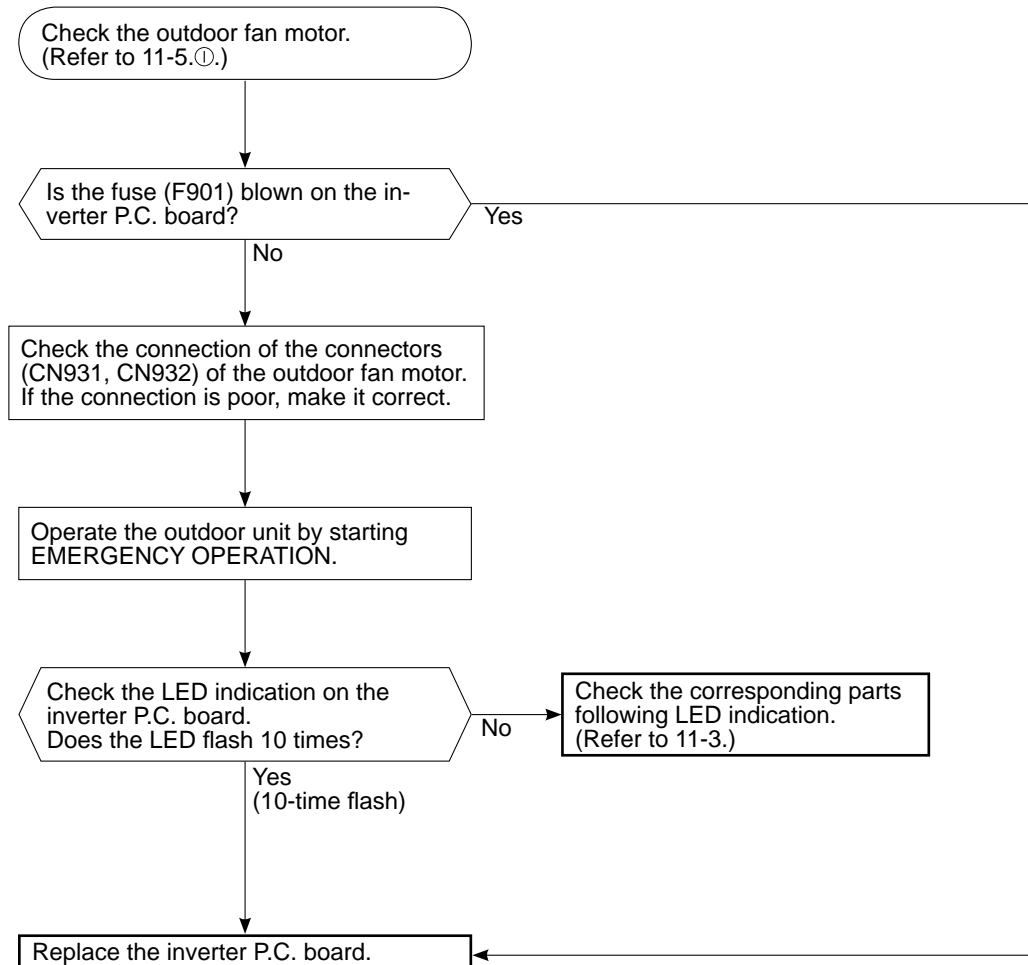 Check the outdoor fan motor.
(Refer to 11-5.Ⓘ.)
Is the fuse (F901) blown on the in-
verter P.C. board?
Yes
No
Check the connection of the connectors
(CN931, CN932) of the outdoor fan motor.
If the connection is poor, make it correct.
Operate the outdoor unit by starting
EMERGENCY OPERATION.
Check the LED indication on the
inverter P.C. board.
Does the LED flash 10 times?
No
Check the corresponding parts
following LED indication.
(Refer to 11-3.)
Yes
(10-time flash)
Replace the inverter P.C. board.